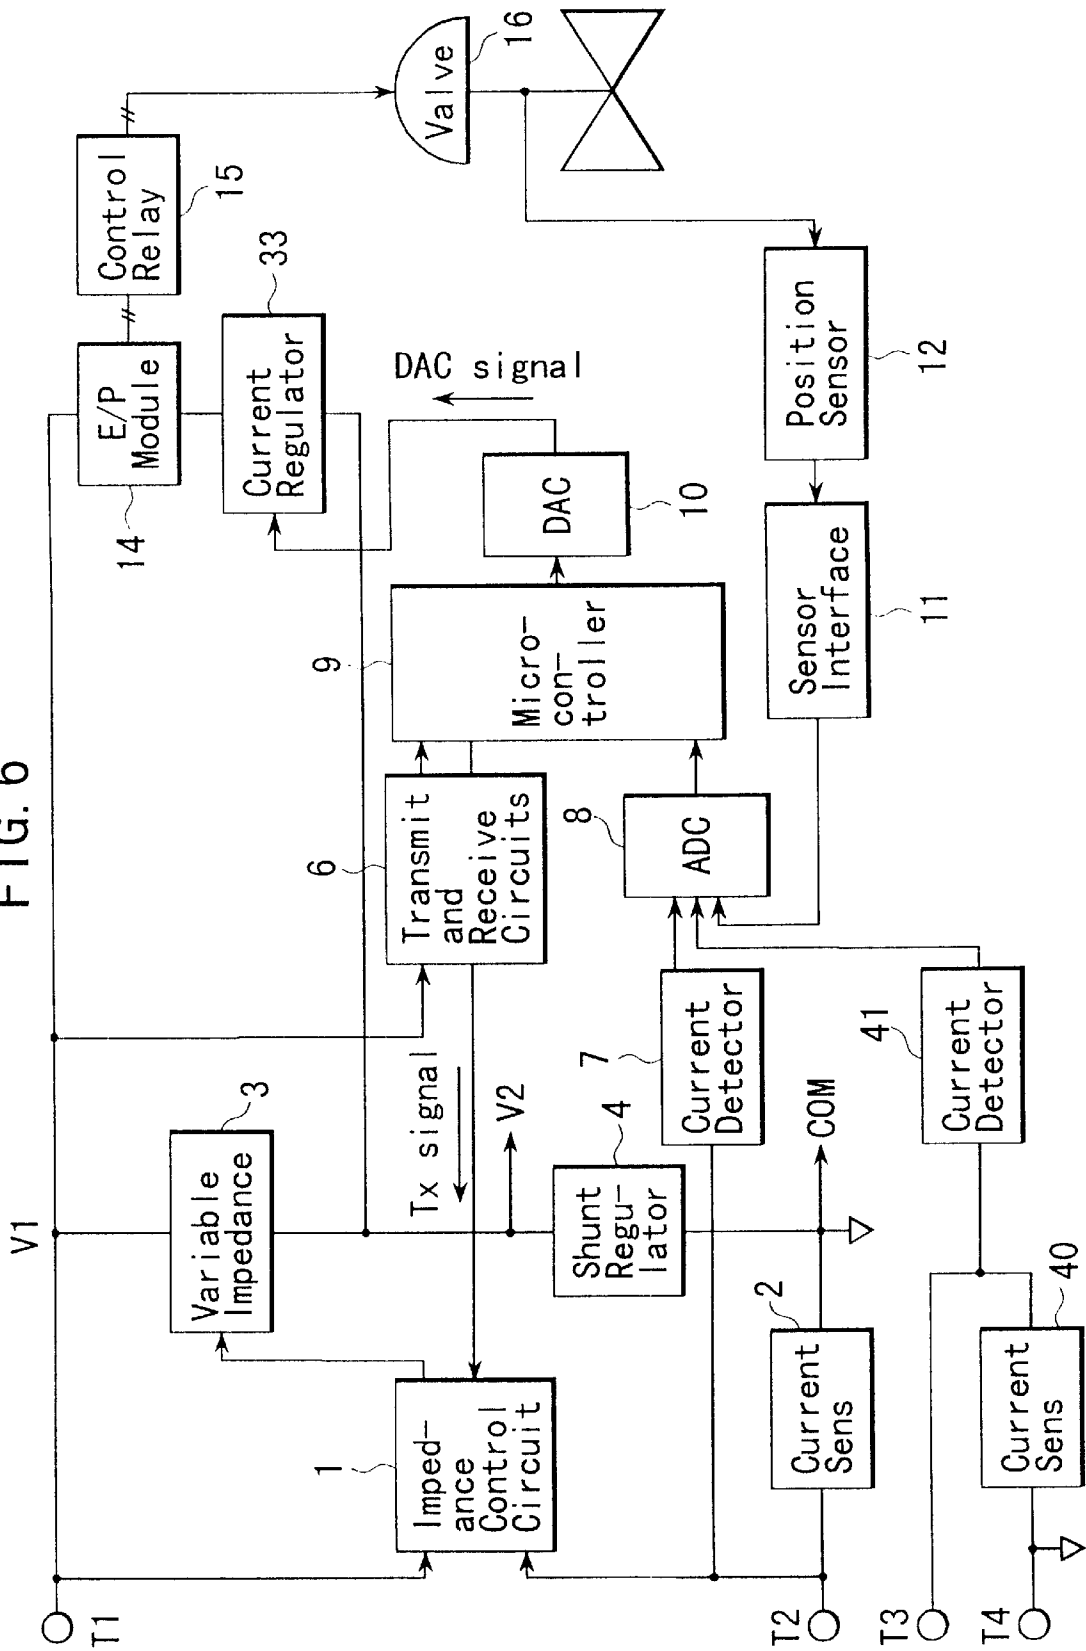 FIG. 6
V1
T1
T2
T3
T4
1
Imped-
ance
Control
Circuit
3
Variable
Impedance
Tx signal
V2
4
Shunt
Regu-
lator
2
Current
Sens
COM
40
Current
Sens
7
Current
Detector
41
Current
Detector
6
Transmit
and
Receive
Circuits
8
ADC
9
Micro-
con-
troller
10
DAC
DAC signal
11
Sensor
Interface
12
Position
Sensor
14
E/P
Module
33
Current
Regulator
15
Control
Relay
16
Valve